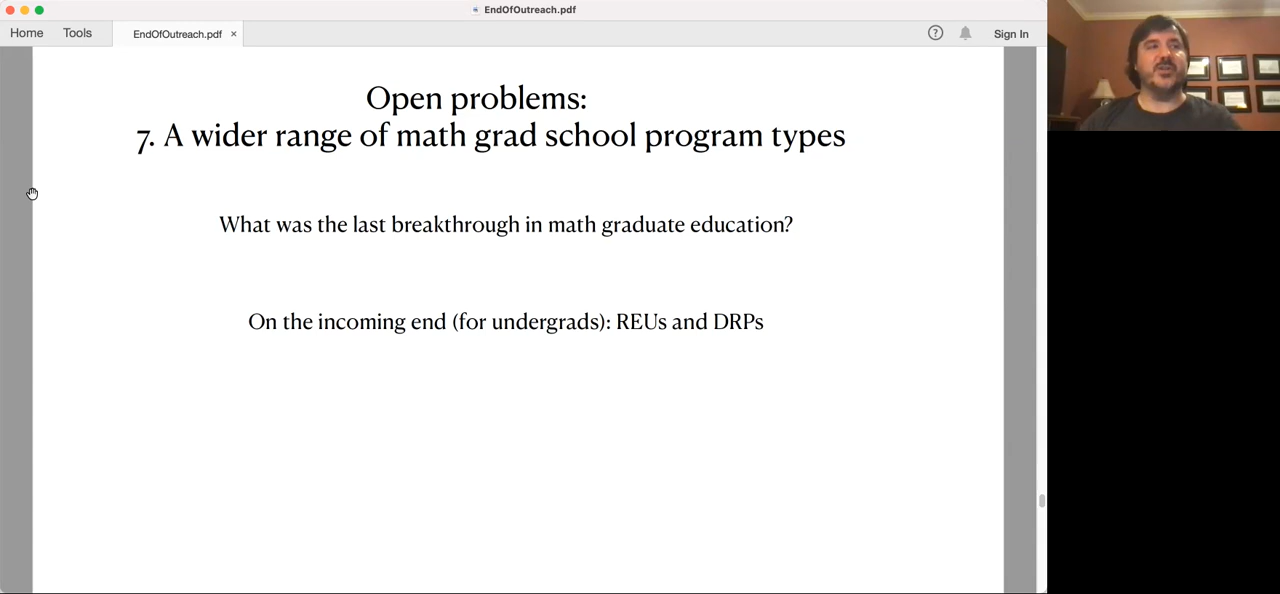 EndOfOutreach.pdf
Home Tools EndOfOutreach.pdf × ? Sign In
Open problems:
7. A wider range of math grad school program types
What was the last breakthrough in math graduate education?
On the incoming end (for undergrads): REUs and DRPs